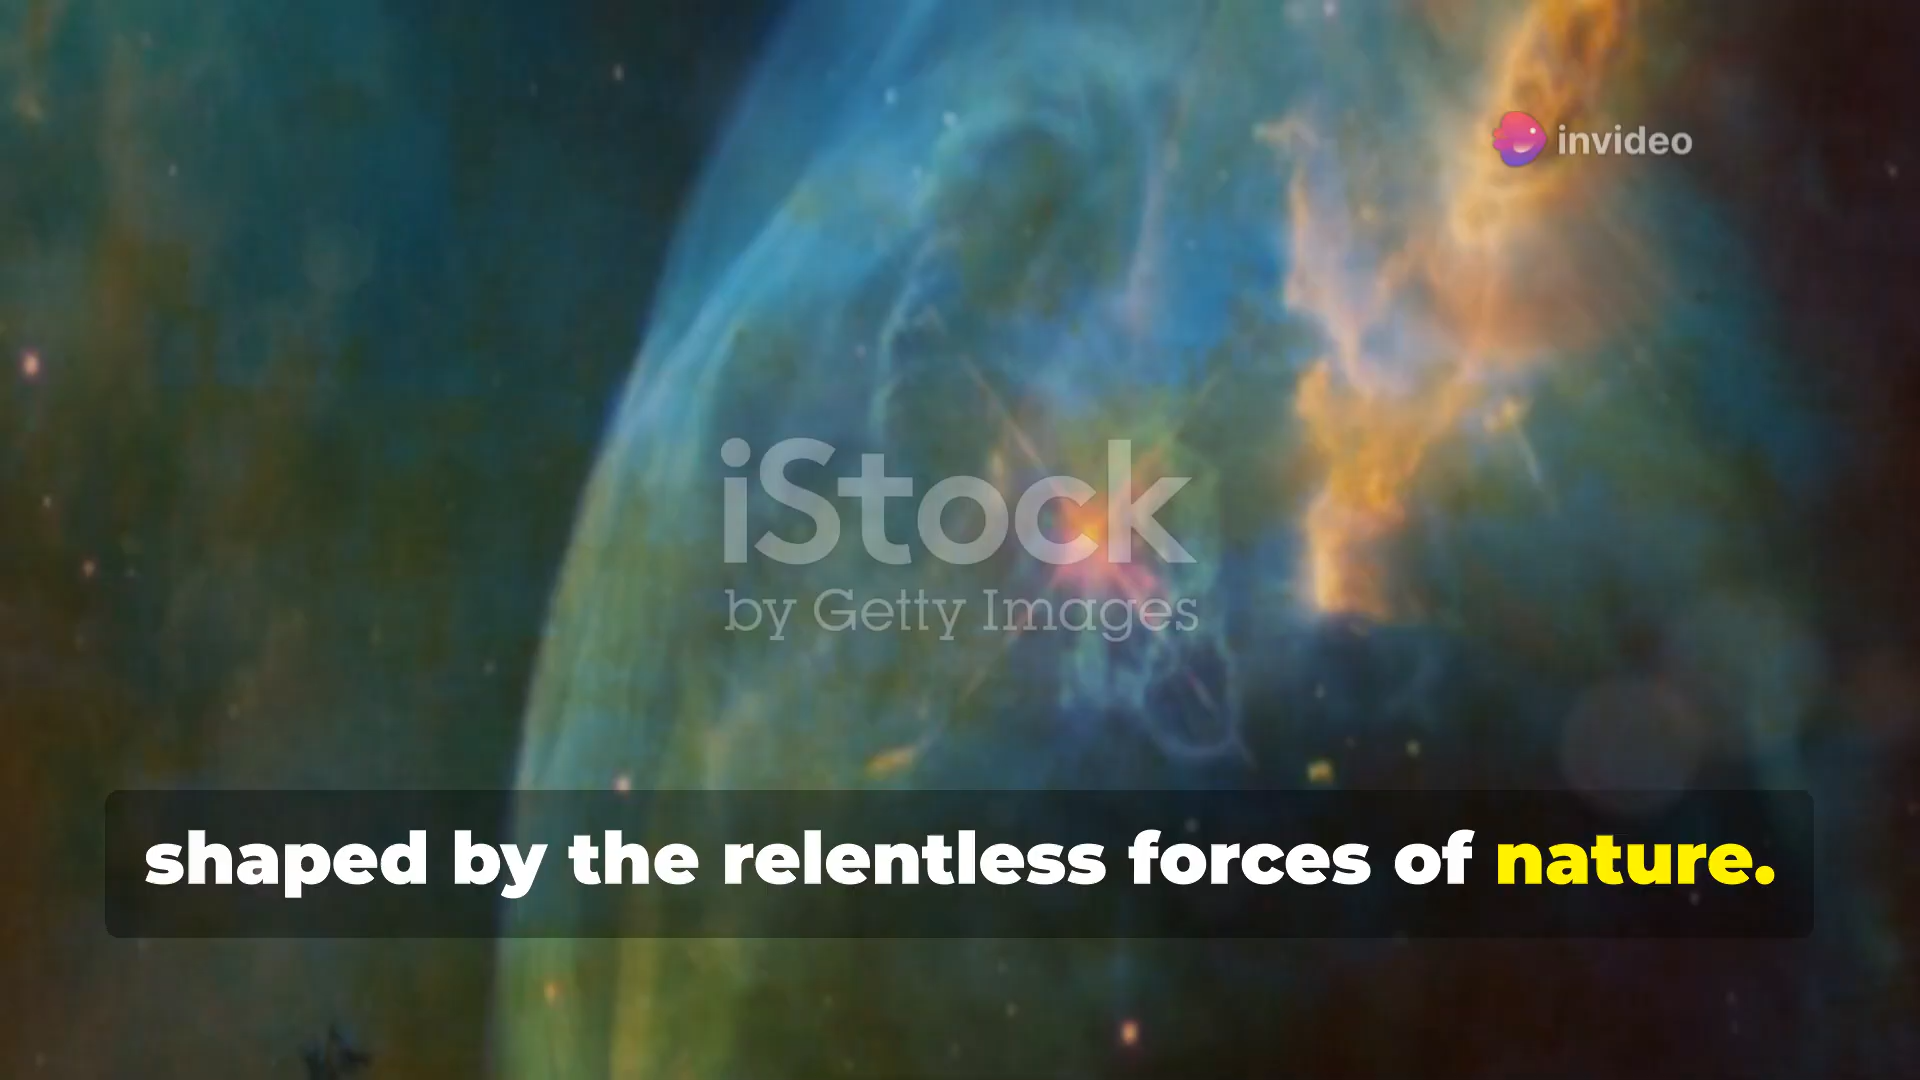 invideo
iStock
by Getty Images
shaped by the relentless forces of nature.